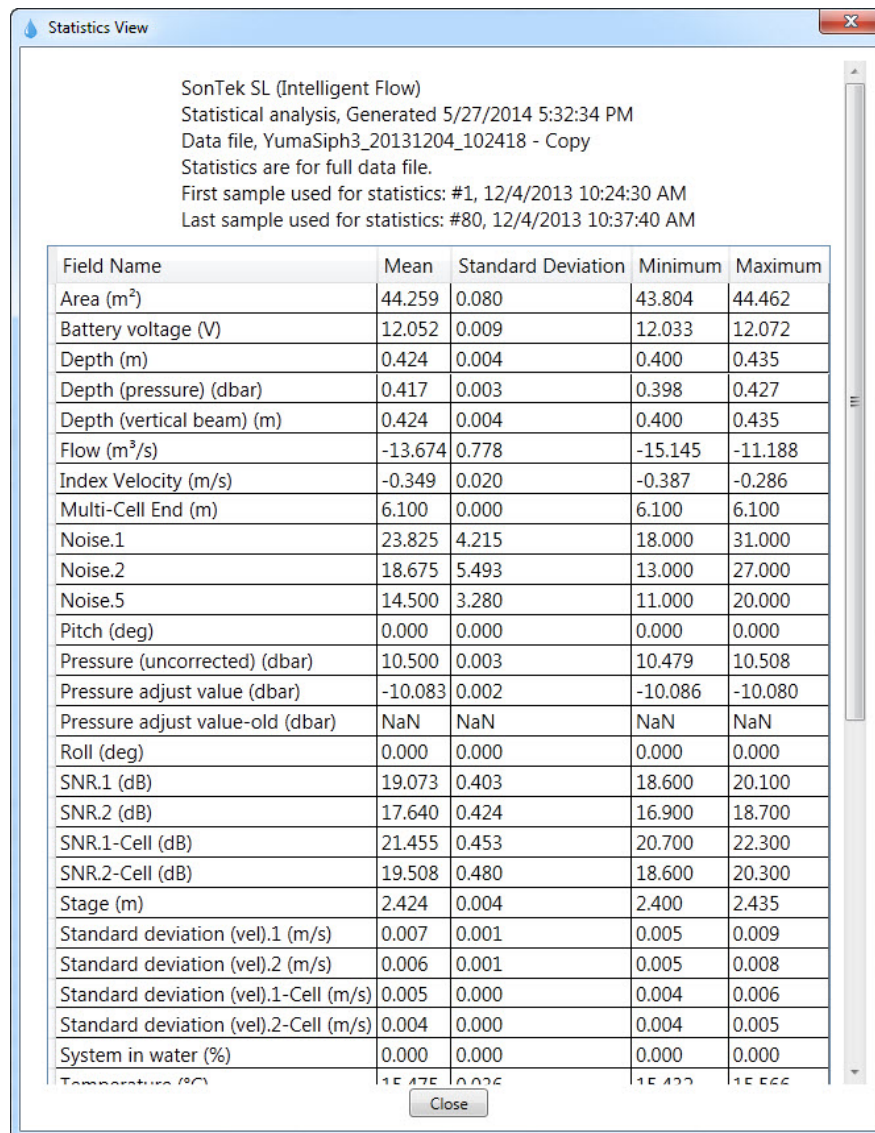 Statistics View
SonTek SL (Intelligent Flow)
Statistical analysis, Generated 5/27/2014 5:32:34 PM
Data file, YumaSiph3_20131204_102418 - Copy
Statistics are for full data file.
First sample used for statistics: #1, 12/4/2013 10:24:30 AM
Last sample used for statistics: #80, 12/4/2013 10:37:40 AM
Field Name Mean Standard Deviation Minimum Maximum
Area (m²) 44.259 0.080 43.804 44.462
Battery voltage (V) 12.052 0.009 12.033 12.072
Depth (m) 0.424 0.004 0.400 0.435
Depth (pressure) (dbar) 0.417 0.003 0.398 0.427
Depth (vertical beam) (m) 0.424 0.004 0.400 0.435
Flow (m³/s) -13.674 0.778 -15.145 -11.188
Index Velocity (m/s) -0.349 0.020 -0.387 -0.286
Multi-Cell End (m) 6.100 0.000 6.100 6.100
Noise.1 23.825 4.215 18.000 31.000
Noise.2 18.675 5.493 13.000 27.000
Noise.5 14.500 3.280 11.000 20.000
Pitch (deg) 0.000 0.000 0.000 0.000
Pressure (uncorrected) (dbar) 10.500 0.003 10.479 10.508
Pressure adjust value (dbar) -10.083 0.002 -10.086 -10.080
Pressure adjust value-old (dbar) NaN NaN NaN NaN
Roll (deg) 0.000 0.000 0.000 0.000
SNR.1 (dB) 19.073 0.403 18.600 20.100
SNR.2 (dB) 17.640 0.424 16.900 18.700
SNR.1-Cell (dB) 21.455 0.453 20.700 22.300
SNR.2-Cell (dB) 19.508 0.480 18.600 20.300
Stage (m) 2.424 0.004 2.400 2.435
Standard deviation (vel).1 (m/s) 0.007 0.001 0.005 0.009
Standard deviation (vel).2 (m/s) 0.006 0.001 0.005 0.008
Standard deviation (vel).1-Cell (m/s) 0.005 0.000 0.004 0.006
Standard deviation (vel).2-Cell (m/s) 0.004 0.000 0.004 0.005
System in water (%) 0.000 0.000 0.000 0.000
Temperature (°C) 15.475 0.026 15.432 15.566
Close